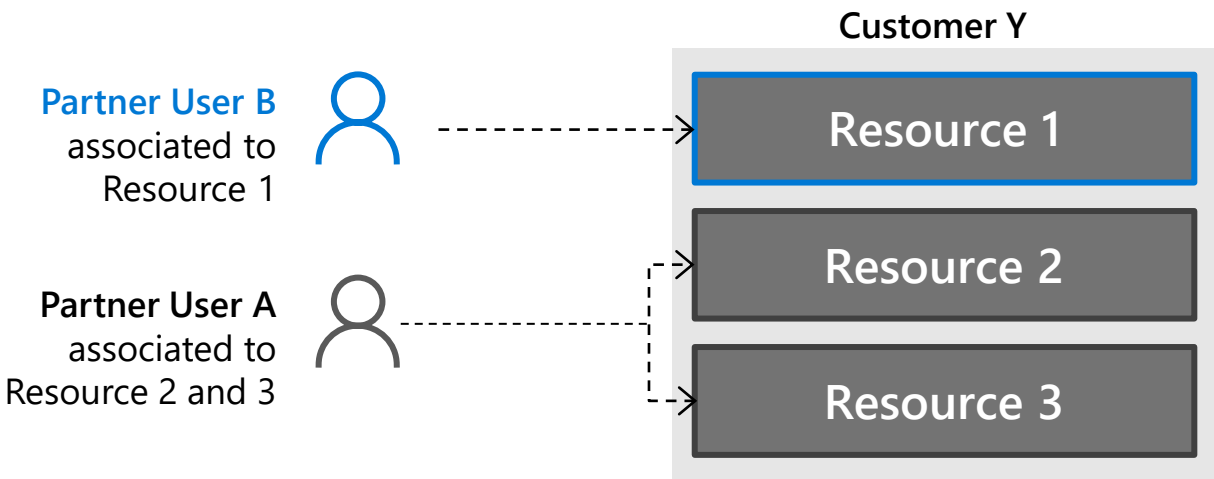 Customer Y
Partner User B
associated to
Resource 1
Resource 1
Resource 2
Partner User A
associated to
Resource 2 and 3
Resource 3